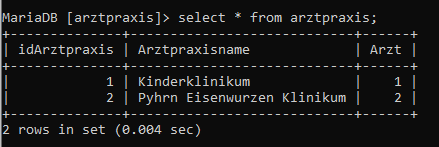 MariaDB [arztpraxis]> select * from arztpraxis;
+--------------+----------------------------+------+
| idArztpraxis | Arztpraxisname             | Arzt |
+--------------+----------------------------+------+
|            1 | Kinderklinikum             |    1 |
|            2 | Pyhrn Eisenwurzen Klinikum |    2 |
+--------------+----------------------------+------+
2 rows in set (0.004 sec)